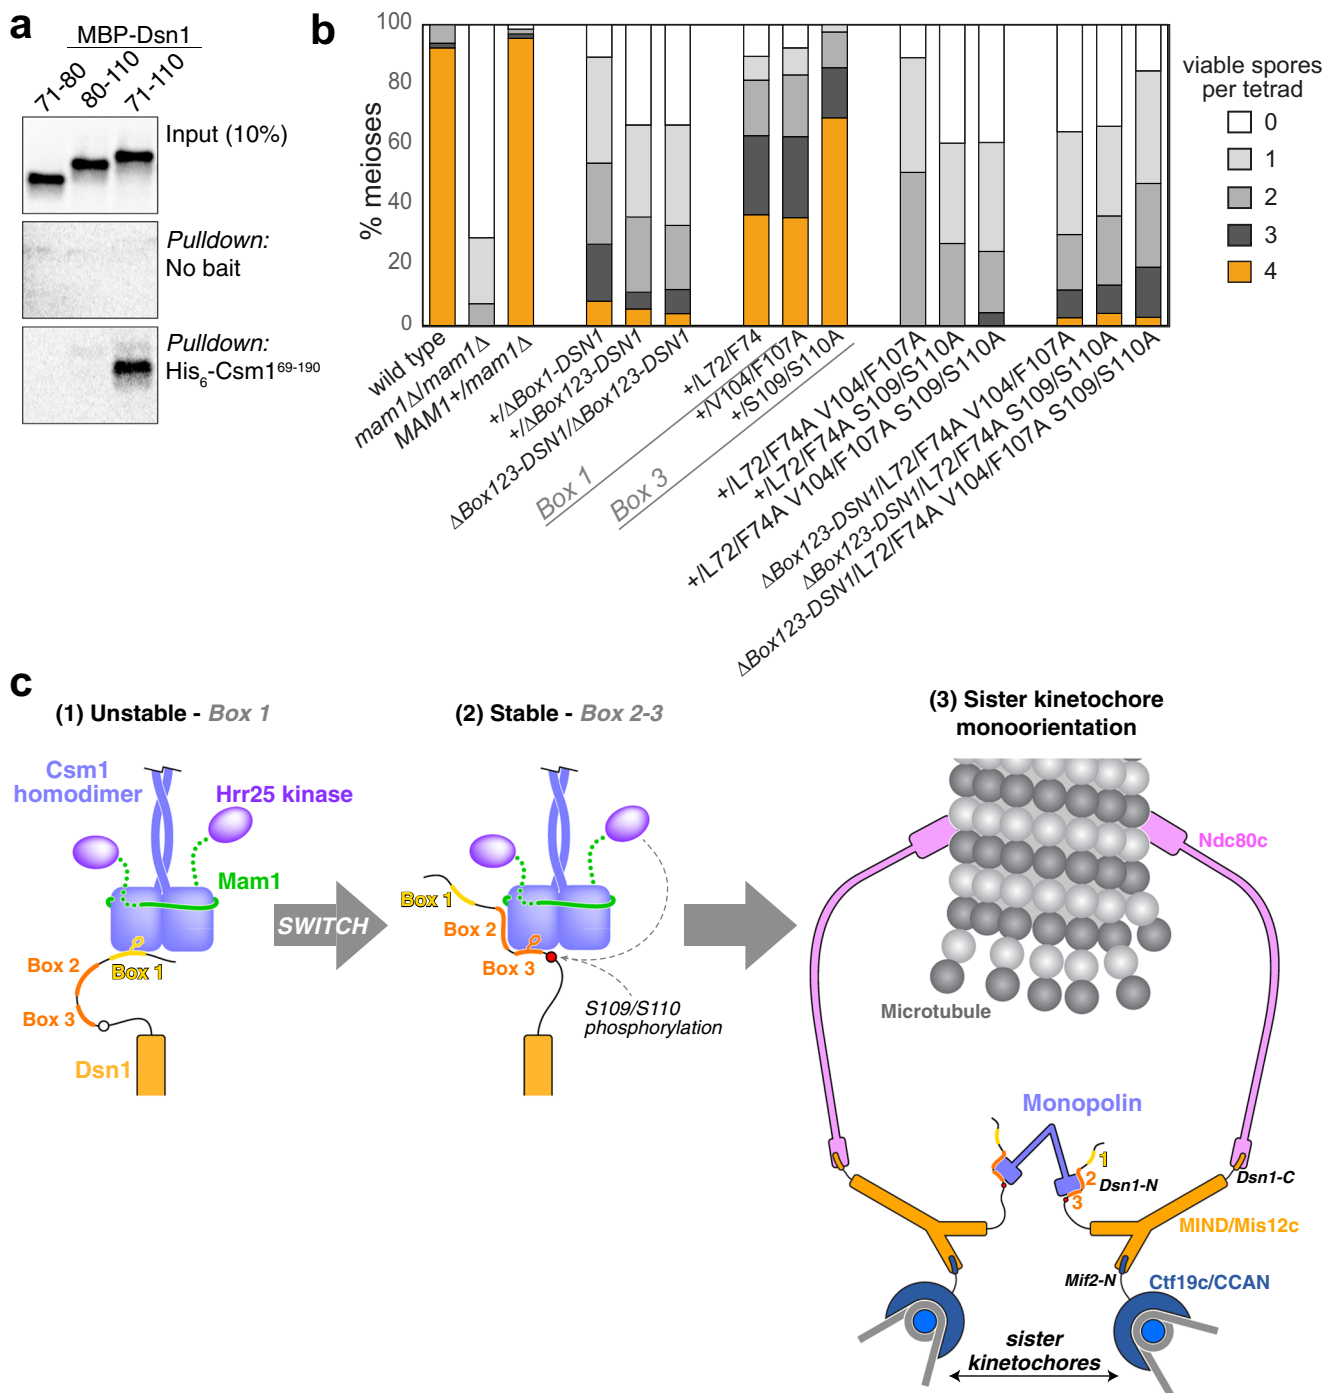 a
MBP-Dsn1
71-80
80-110
71-110
Input (10%)
Pulldown:
No bait
Pulldown:
His6-Csm1 69-190
b
% meioses
100
80
60
40
20
0
viable spores
per tetrad
0
1
2
3
4
wild type
mam1Δ/mam1Δ
MAM1+/mam1Δ
+/ΔBox1-DSN1
+/ΔBox123-DSN1
ΔBox123-DSN1/ΔBox123-DSN1
Box 1
+/L72/F74
+/V104/F107A
Box 3
+/S109/S110A
+/L72/F74A V104/F107A
+/L72/F74A S109/S110A
+/L72/F74A V104/F107A S109/S110A
ΔBox123-DSN1/L72/F74A V104/F107A
ΔBox123-DSN1/L72/F74A S109/S110A
ΔBox123-DSN1/L72/F74A V104/F107A S109/S110A
c
(1) Unstable - Box 1
Csm1
homodimer
Hrr25 kinase
Mam1
Box 2
Box 1
Box 3
Dsn1
SWITCH
(2) Stable - Box 2-3
Box 1
Box 2
Box 3
S109/S110
phosphorylation
(3) Sister kinetochore
monoorientation
Ndc80c
Microtubule
Monopolin
1
2
3
Dsn1-N
Dsn1-C
MIND/Mis12c
Mif2-N
Ctf19c/CCAN
sister
kinetochores